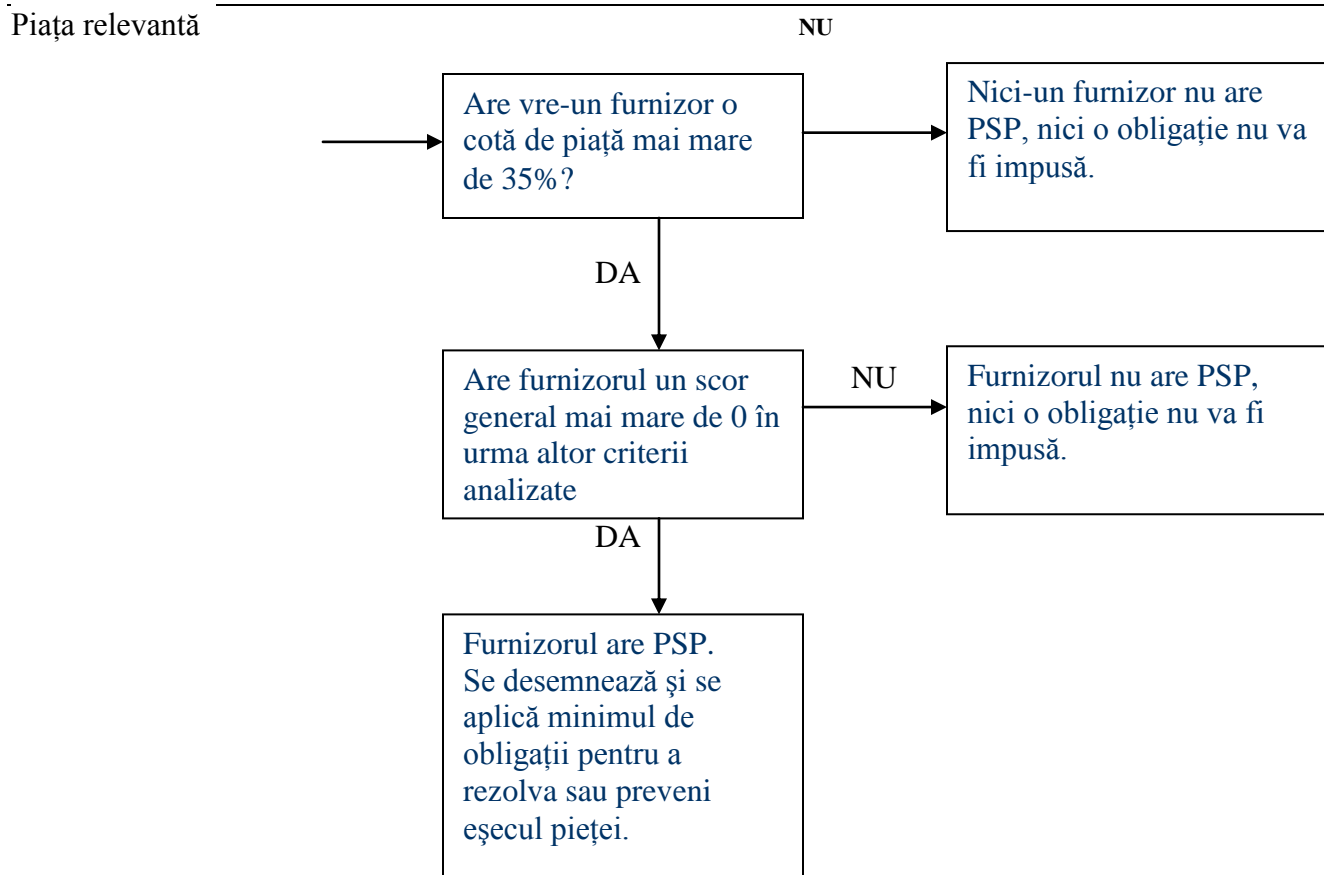 Piața relevantă
NU
Are vre-un furnizor o
cotă de piață mai mare
de 35%?
Nici-un furnizor nu are
PSP, nici o obligație nu va
fi impusă.
DA
Are furnizorul un scor
general mai mare de 0 în
urma altor criterii
analizate
NU
Furnizorul nu are PSP,
nici o obligație nu va fi
impusă.
DA
Furnizorul are PSP.
Se desemnează şi se
aplică minimul de
obligații pentru a
rezolva sau preveni
eşecul pieței.